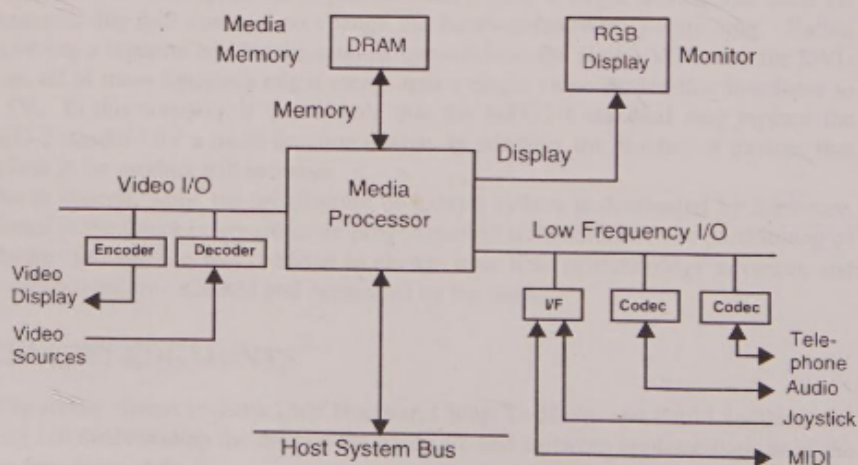 Media
Memory
DRAM
RGB
Display
Monitor
Memory
Display
Video I/O
Media
Processor
Low Frequency I/O
Encoder
Decoder
I/F
Codec
Codec
Video
Display
Video
Sources
Tele-
phone
Audio
Joystick
MIDI
Host System Bus